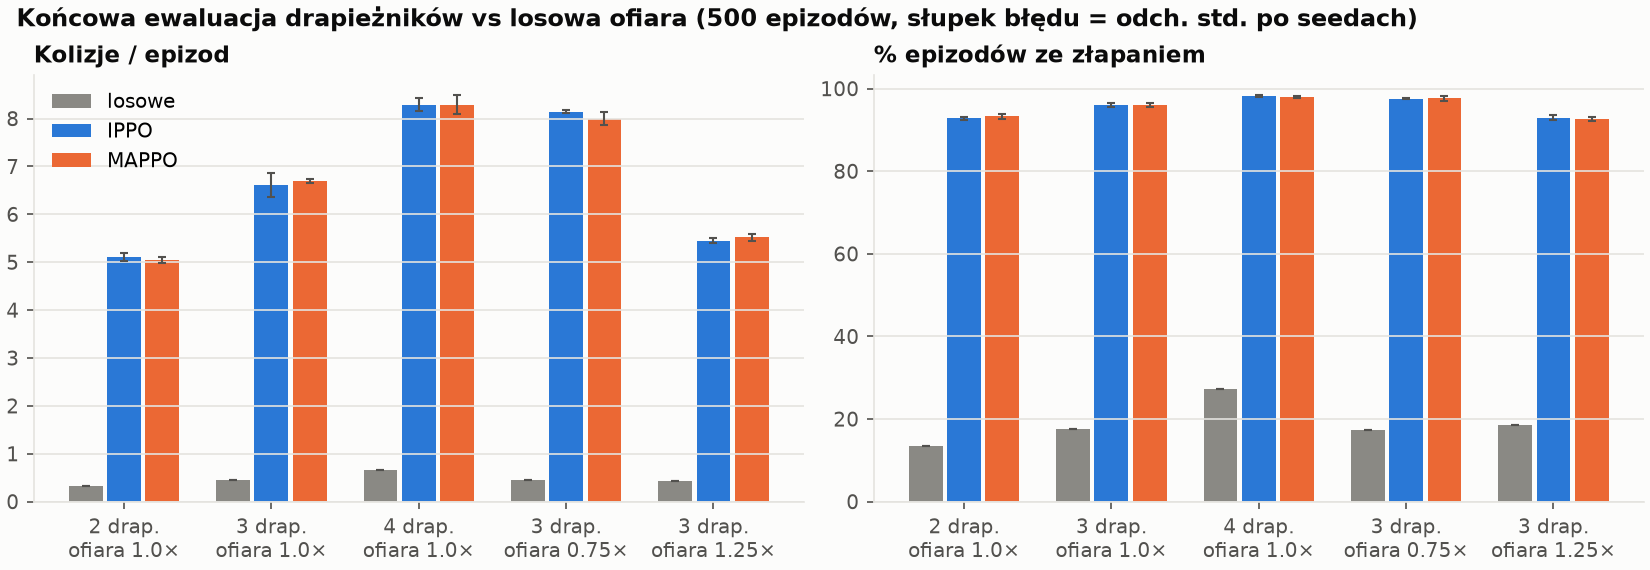 Końcowa ewaluacja drapieżników vs losowa ofiara (500 epizodów, słupek błędu = odch. std. po seedach)
Kolizje / epizod
losowe
IPPO
MAPPO
8
7
6
5
4
3
2
1
0
2 drap.
ofiara 1.0×
3 drap.
ofiara 1.0×
4 drap.
ofiara 1.0×
3 drap.
ofiara 0.75×
3 drap.
ofiara 1.25×
% epizodów ze złapaniem
100
80
60
40
20
0
2 drap.
ofiara 1.0×
3 drap.
ofiara 1.0×
4 drap.
ofiara 1.0×
3 drap.
ofiara 0.75×
3 drap.
ofiara 1.25×